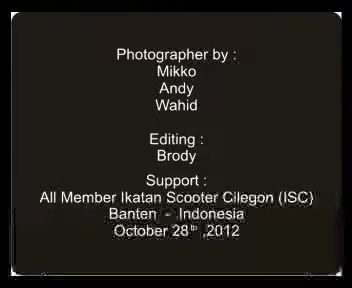 Photographer by :
Mikko
Andy
Wahid
Editing :
Brody
Support :
All Member Ikatan Scooter Cilegon (ISC)
Banten - Indonesia
October 28th ,2012